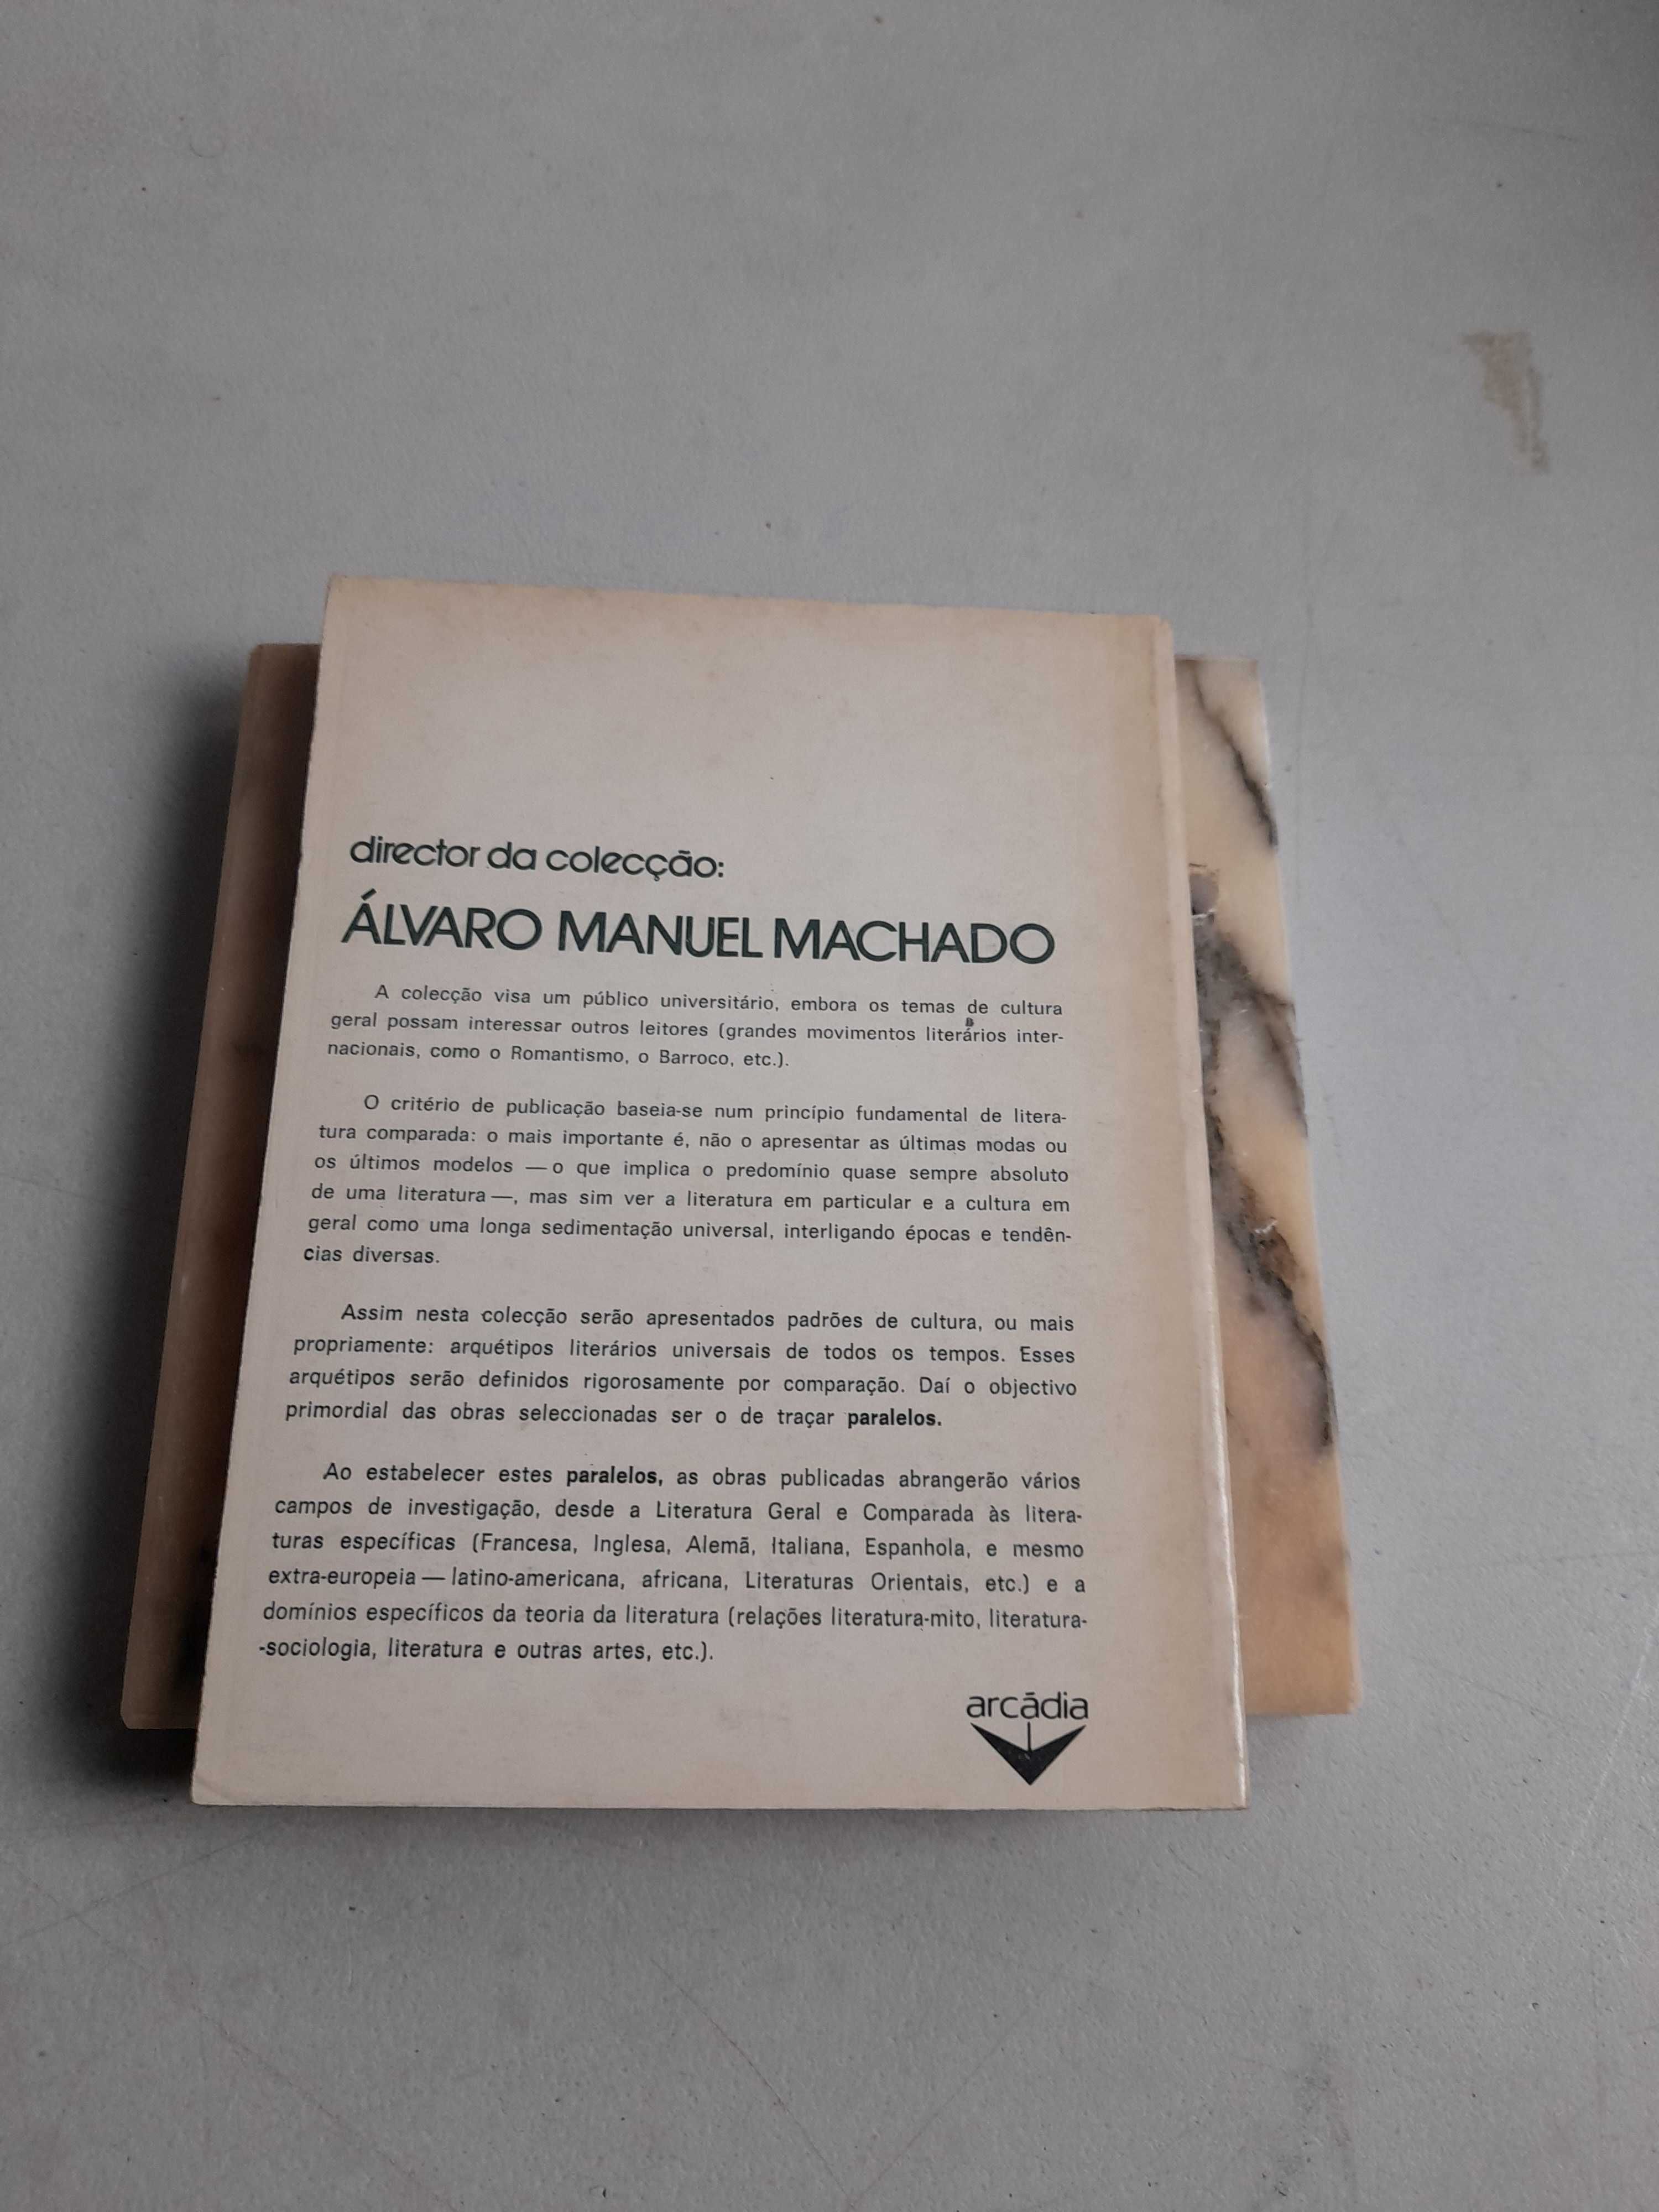 director da colecção:
ÁLVARO MANUEL MACHADO
A colecção visa um público universitário, embora os temas de cultura
geral possam interessar outros leitores (grandes movimentos literários inter-
nacionais, como o Romantismo, o Barroco, etc.).
O critério de publicação baseia-se num princípio fundamental de litera-
tura comparada: o mais importante é, não o apresentar as últimas modas ou
os últimos modelos — o que implica o predomínio quase sempre absoluto
de uma literatura —, mas sim ver a literatura em particular e a cultura em
geral como uma longa sedimentação universal, interligando épocas e tendên-
cias diversas.
Assim nesta colecção serão apresentados padrões de cultura, ou mais
propriamente: arquétipos literários universais de todos os tempos. Esses
arquétipos serão definidos rigorosamente por comparação. Daí o objectivo
primordial das obras seleccionadas ser o de traçar paralelos.
Ao estabelecer estes paralelos, as obras publicadas abrangerão vários
campos de investigação, desde a Literatura Geral e Comparada às litera-
turas específicas (Francesa, Inglesa, Alemã, Italiana, Espanhola, e mesmo
extra-europeia — latino-americana, africana, Literaturas Orientais, etc.) e a
domínios específicos da teoria da literatura (relações literatura-mito, literatura-
-sociologia, literatura e outras artes, etc.).
arcádia